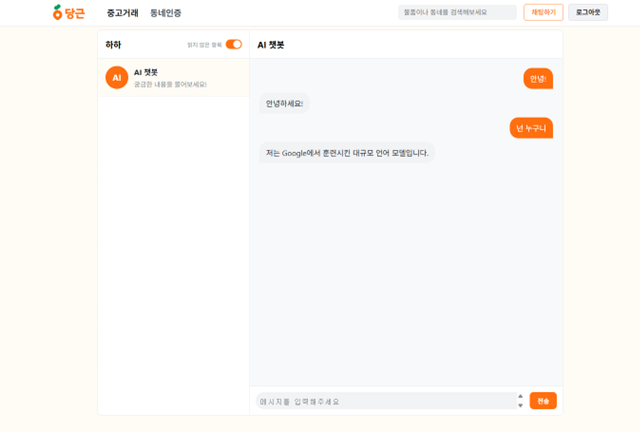 당근
중고거래
동네인증
물품이나 동네를 검색해보세요
채팅하기
로그아웃
하하
읽지 않은 항목
AI 챗봇
AI
AI 챗봇
궁금한 내용을 물어보세요!
안녕!
안녕하세요!
넌 누구니
저는 Google에서 훈련시킨 대규모 언어 모델입니다.
메시지를 입력해주세요
전송